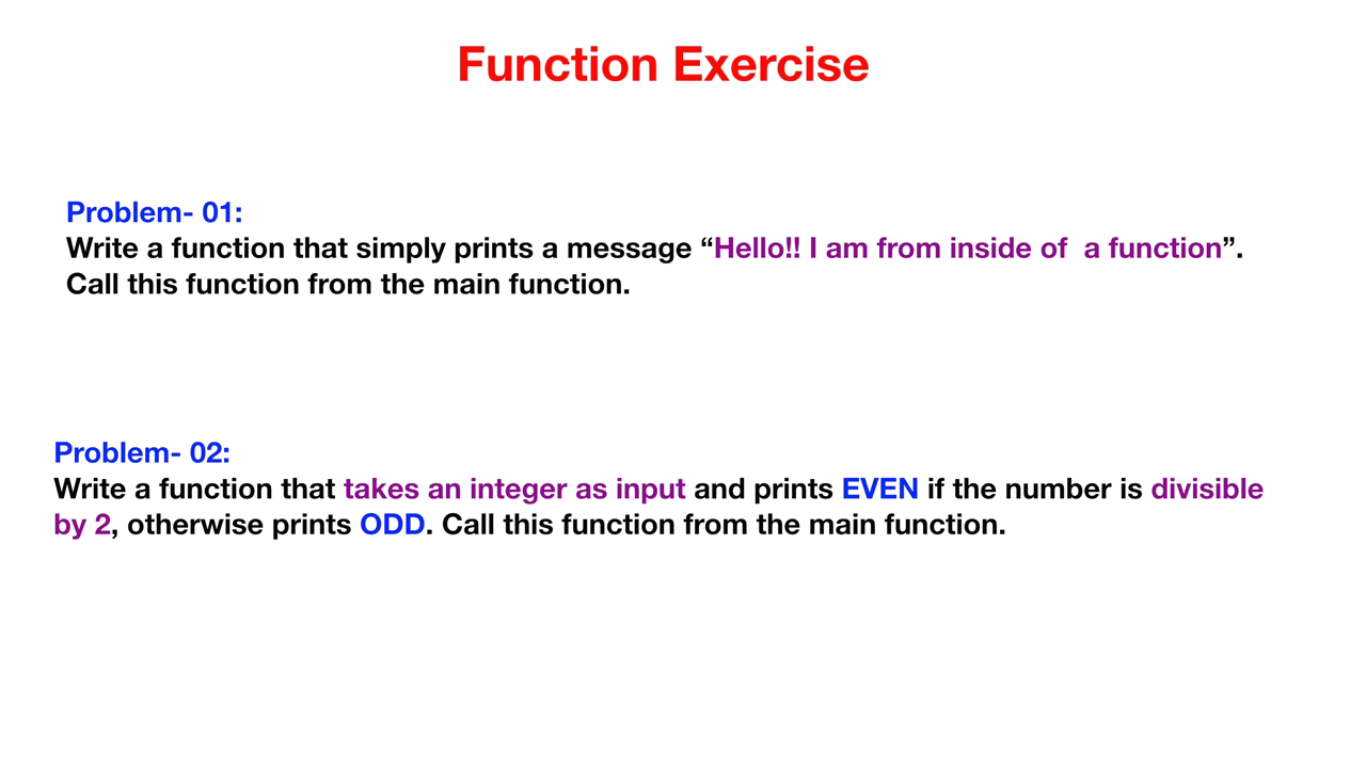 Function Exercise
Problem- 01:
Write a function that simply prints a message “Hello!! I am from inside of  a function”.
Call this function from the main function.
Problem- 02:
Write a function that takes an integer as input and prints EVEN if the number is divisible
by 2, otherwise prints ODD. Call this function from the main function.